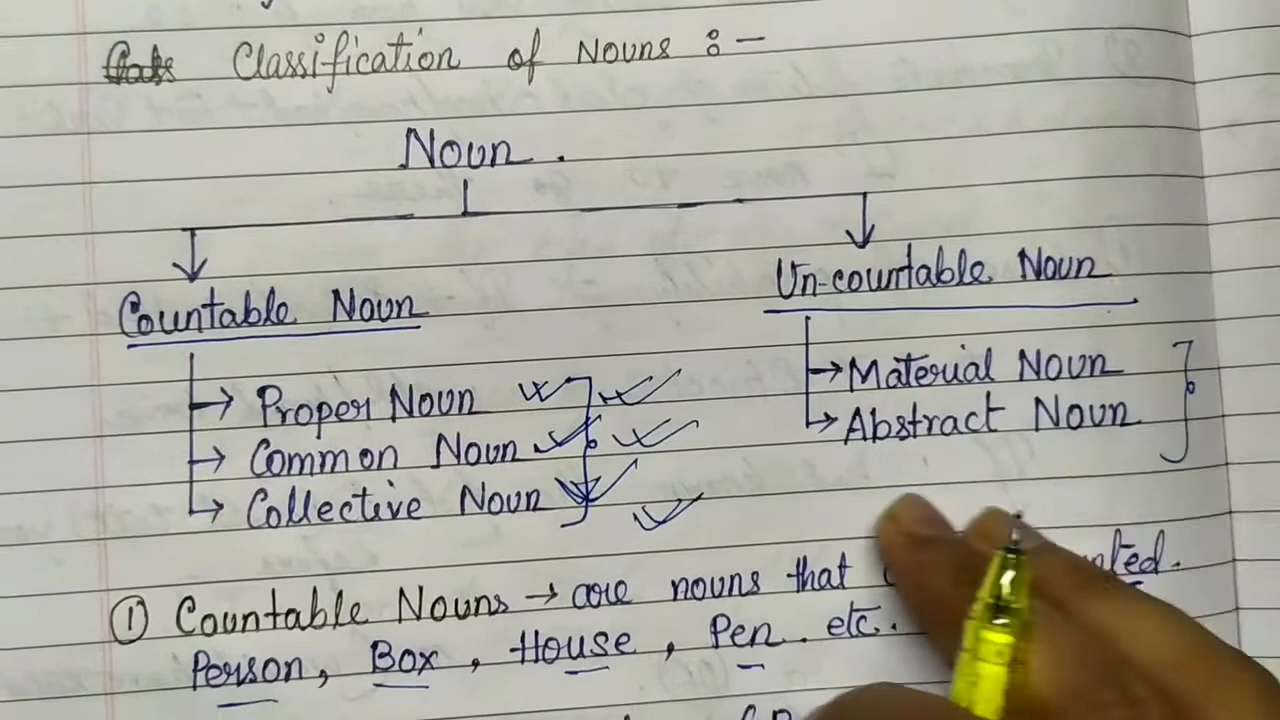 Classification of Nouns :-
Noun.
Countable Noun
Un-countable Noun
Proper Noun
Common Noun
Collective Noun
Material Noun
Abstract Noun
① Countable Nouns → are nouns that
Person, Box, House, Pen. etc.